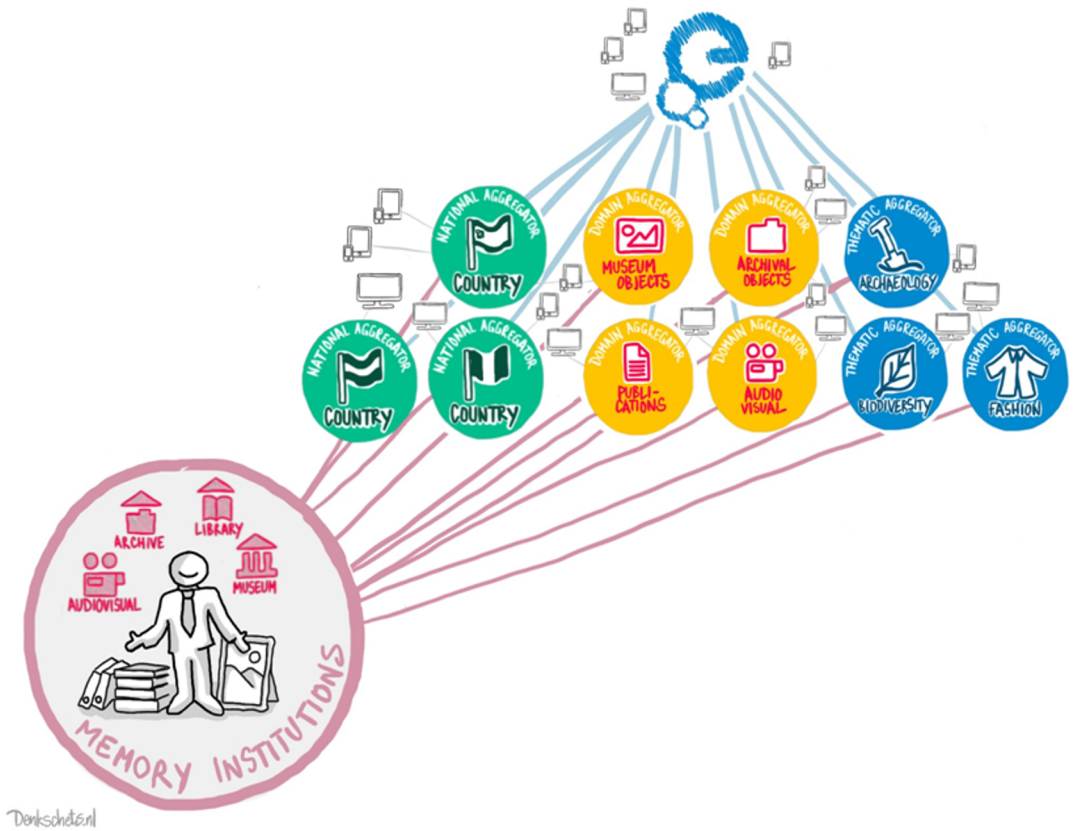 NATIONAL AGGREGATOR
COUNTRY
DOMAIN AGGREGATOR
MUSEUM
OBJECTS
DOMAIN AGGREGATOR
ARCHIVAL
OBJECTS
THEMATIC AGGREGATOR
ARCHAEOLOGY
NATIONAL AGGREGATOR
COUNTRY
NATIONAL AGGREGATOR
COUNTRY
DOMAIN AGGREGATOR
PUBLI-
CATIONS
DOMAIN AGGREGATOR
AUDIO
VISUAL
THEMATIC AGGREGATOR
BIODIVERSITY
THEMATIC AGGREGATOR
FASHION
ARCHIVE
LIBRARY
AUDIOVISUAL
MUSEUM
MEMORY INSTITUTIONS
Denkschets.nl